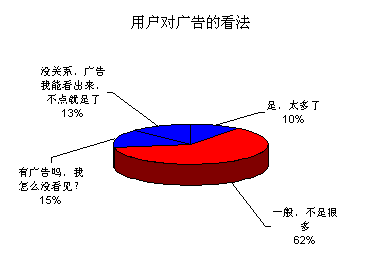 用户对广告的看法
没关系，广告
我能看出来，
不点就是了
13%
是，太多了
10%
有广告吗，我
怎么没看见？
15%
一般，不是很
多
62%